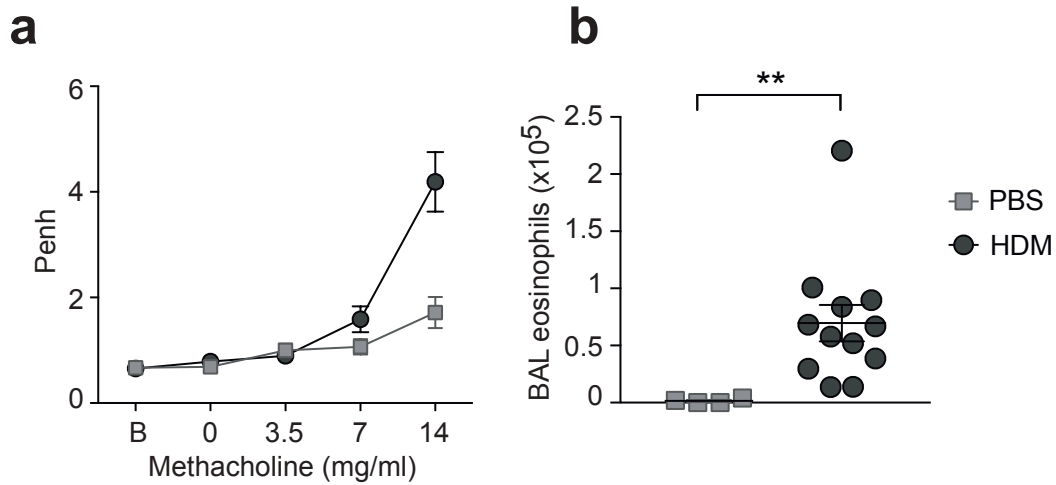 a
6
4
2
0
Penh
B 0 3.5 7 14
Methacholine (mg/ml)
b
**
2.5
2
1.5
1
0.5
0
BAL eosinophils (x10⁵)
PBS
HDM